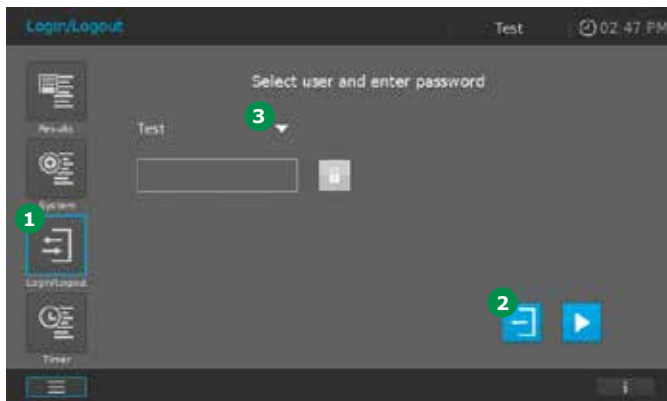 Login/Logout
Test
02:47 PM
Select user and enter password
Results
3
Test
System
1
Login/Logout
2
Timer
i